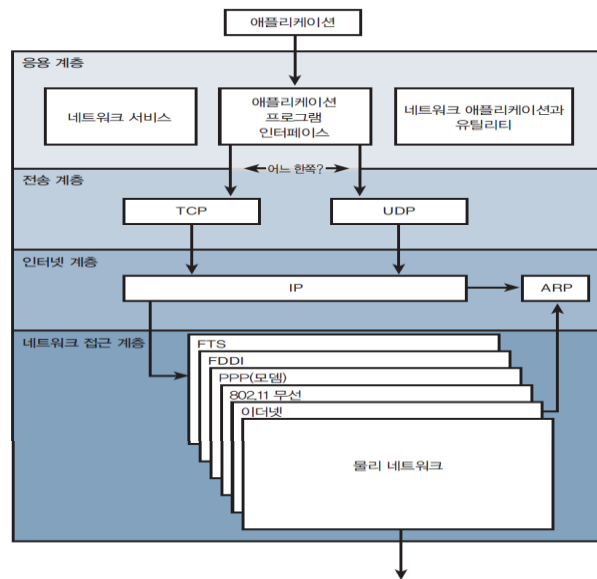 애플리케이션
응용 계층
네트워크 서비스
애플리케이션
프로그램
인터페이스
네트워크 애플리케이션과
유틸리티
어느 한쪽?
전송 계층
TCP
UDP
인터넷 계층
IP
ARP
네트워크 접근 계층
FTS
FDDI
PPP(모뎀)
802.11 무선
이더넷
물리 네트워크